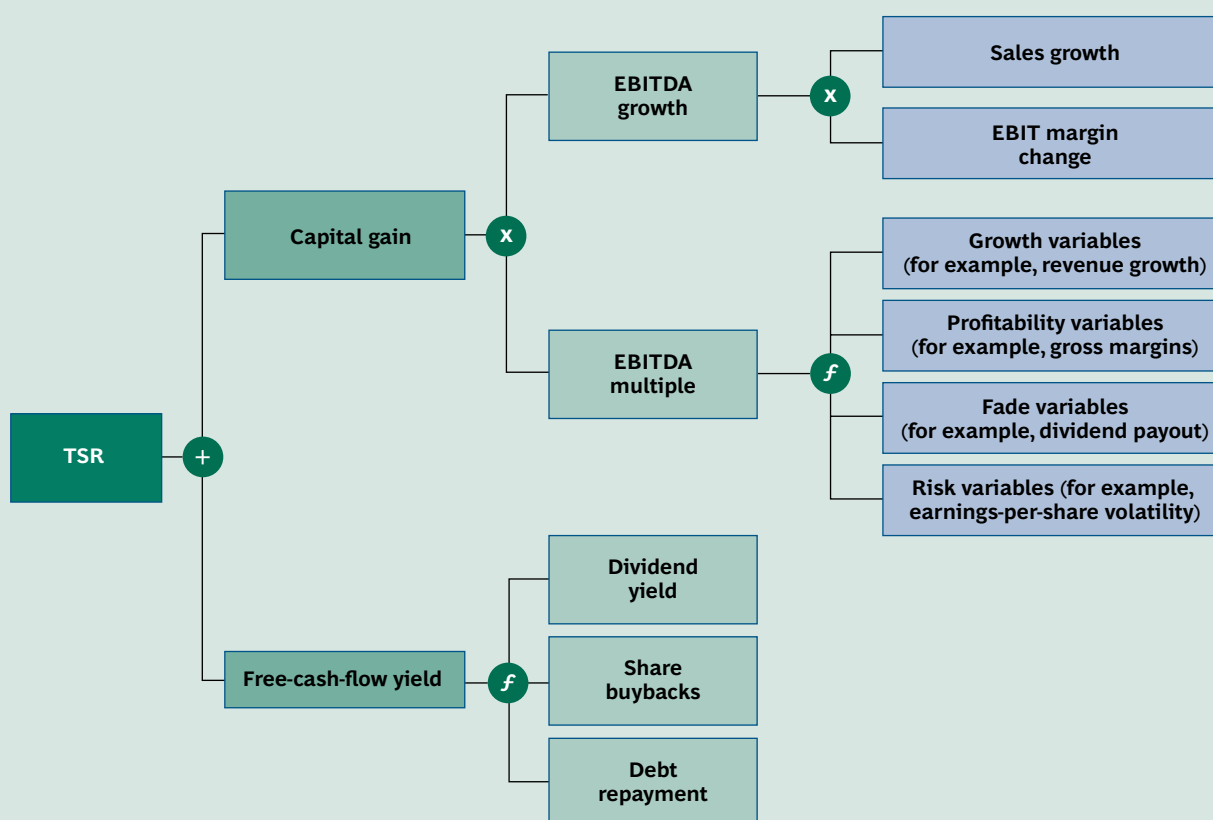 TSR
+
Capital gain
x
EBITDA
growth
x
Sales growth
EBIT margin
change
EBITDA
multiple
f
Growth variables
(for example, revenue growth)
Profitability variables
(for example, gross margins)
Fade variables
(for example, dividend payout)
Risk variables (for example,
earnings-per-share volatility)
Free-cash-flow yield
f
Dividend
yield
Share
buybacks
Debt
repayment